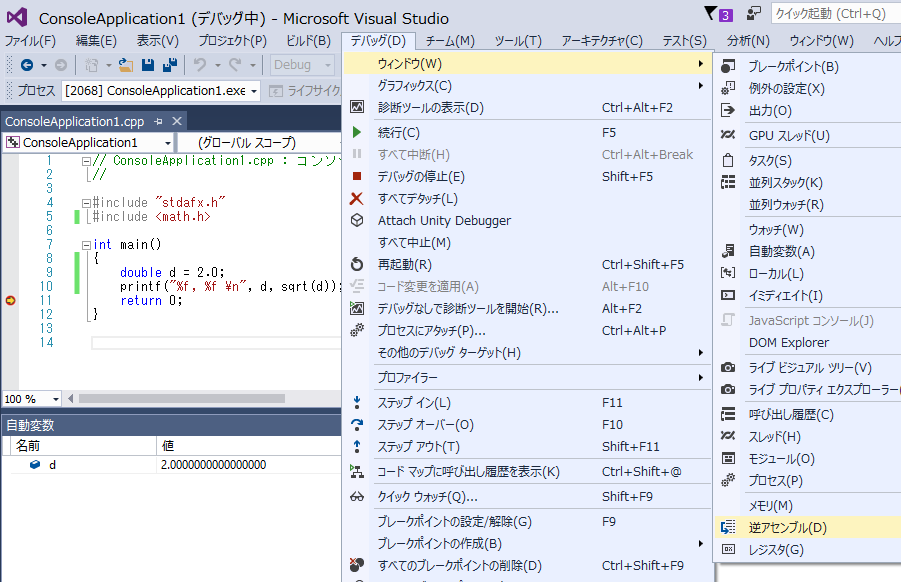 ConsoleApplication1 (デバッグ中) - Microsoft Visual Studio
3
クイック起動 (Ctrl+Q)
ファイル(F) 編集(E) 表示(V) プロジェクト(P) ビルド(B) デバッグ(D) チーム(M) ツール(T) アーキテクチャ(C) テスト(S) 分析(N) ウィンドウ(W) ヘルプ
Debug
プロセス [2068] ConsoleApplication1.exe ライフサイク
ConsoleApplication1.cpp
ConsoleApplication1 (グローバル スコープ)
1 // ConsoleApplication1.cpp : コンソ
2 //
3
4 #include "stdafx.h"
5 #include <math.h>
6
7 int main()
8 {
9 double d = 2.0;
10 printf("%f, %f ¥n", d, sqrt(d));
11 return 0;
12 }
13
14
100 %
自動変数
名前 値
d 2.0000000000000000
ウィンドウ(W)
グラフィックス(C)
診断ツールの表示(D) Ctrl+Alt+F2
続行(C) F5
すべて中断(H) Ctrl+Alt+Break
デバッグの停止(E) Shift+F5
すべてデタッチ(L)
Attach Unity Debugger
すべて中止(M)
再起動(R) Ctrl+Shift+F5
コード変更を適用(A) Alt+F10
デバッグなしで診断ツールを開始(R)... Alt+F2
プロセスにアタッチ(P)... Ctrl+Alt+P
その他のデバッグ ターゲット(H)
プロファイラー
ステップ イン(L) F11
ステップ オーバー(O) F10
ステップ アウト(T) Shift+F11
コード マップに呼び出し履歴を表示(K) Ctrl+Shift+@
クイック ウォッチ(Q)... Shift+F9
ブレークポイントの設定/解除(G) F9
ブレークポイントの作成(B)
すべてのブレークポイントの削除(D) Ctrl+Shift+F9
ブレークポイント(B)
例外の設定(X)
出力(O)
GPU スレッド(U)
タスク(S)
並列スタック(K)
並列ウォッチ(R)
ウォッチ(W)
自動変数(A)
ローカル(L)
イミディエイト(I)
JavaScript コンソール(J)
DOM Explorer
ライブ ビジュアル ツリー(V)
ライブ プロパティ エクスプローラー(
呼び出し履歴(C)
スレッド(H)
モジュール(O)
プロセス(P)
メモリ(M)
逆アセンブル(D)
レジスタ(G)